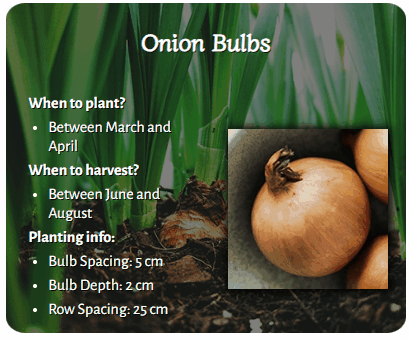 Onion Bulbs
When to plant?
• Between March and
April
When to harvest?
• Between June and
August
Planting info:
• Bulb Spacing: 5 cm
• Bulb Depth: 2 cm
• Row Spacing: 25 cm